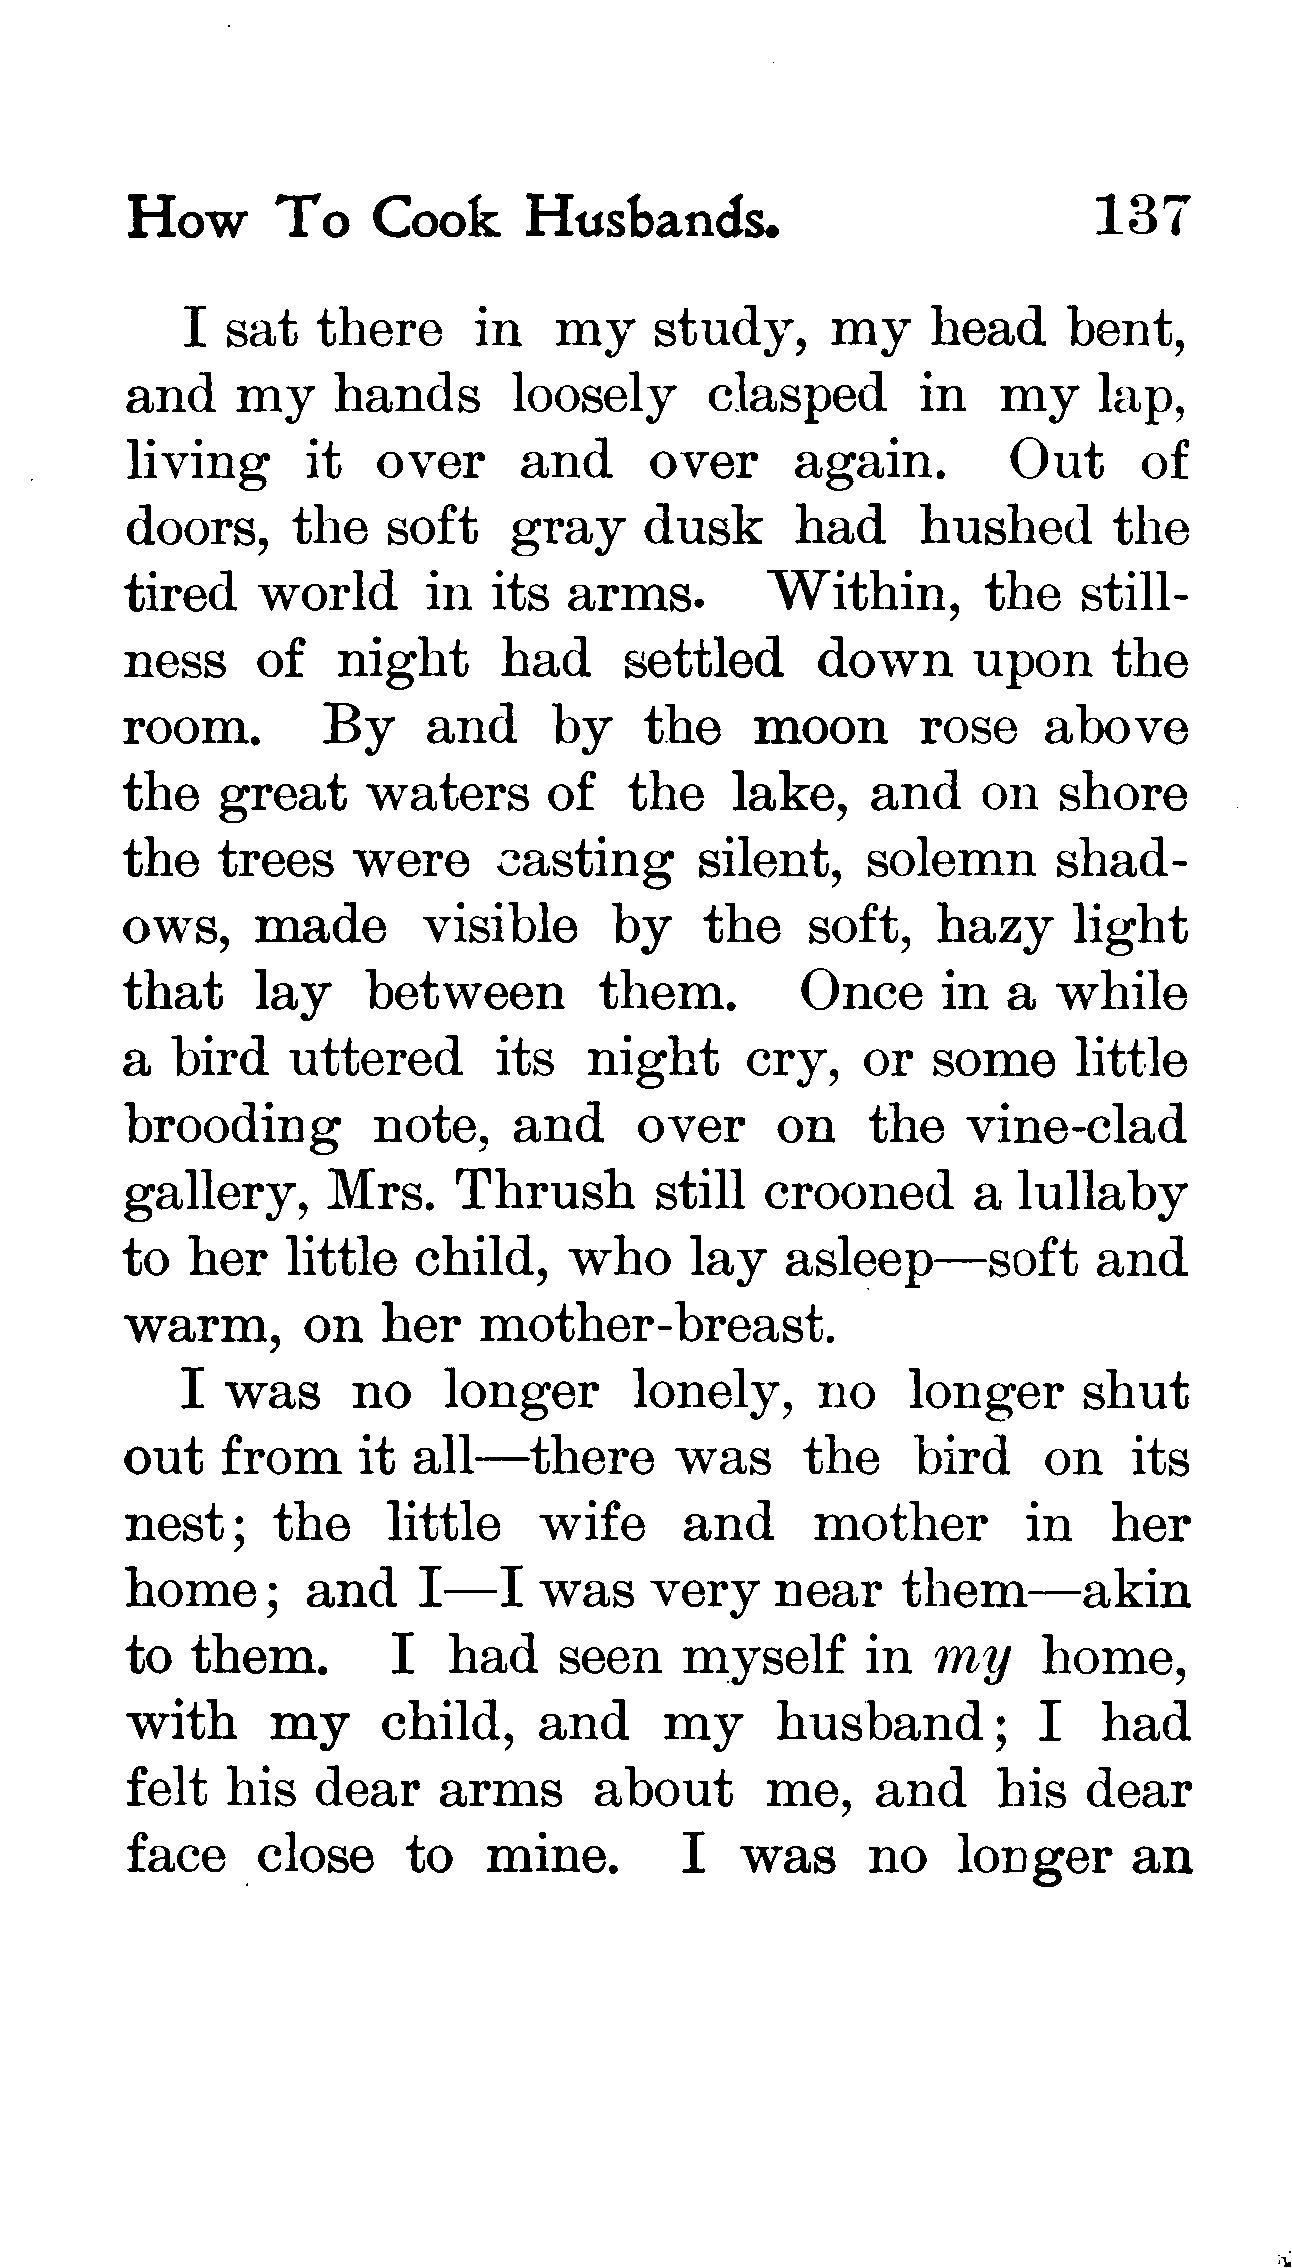 How To Cook Husbands. 137
I sat there in my study, my head bent,
and my hands loosely clasped in my lap,
living it over and over again. Out of
doors, the soft gray dusk had hushed the
tired world in its arms. Within, the still-
ness of night had settled down upon the
room. By and by the moon rose above
the great waters of the lake, and on shore
the trees were casting silent, solemn shad-
ows, made visible by the soft, hazy light
that lay between them. Once in a while
a bird uttered its night cry, or some little
brooding note, and over on the vine-clad
gallery, Mrs. Thrush still crooned a lullaby
to her little child, who lay asleep—soft and
warm, on her mother-breast.
I was no longer lonely, no longer shut
out from it all—there was the bird on its
nest; the little wife and mother in her
home; and I—I was very near them—akin
to them. I had seen myself in my home,
with my child, and my husband; I had
felt his dear arms about me, and his dear
face close to mine. I was no longer an